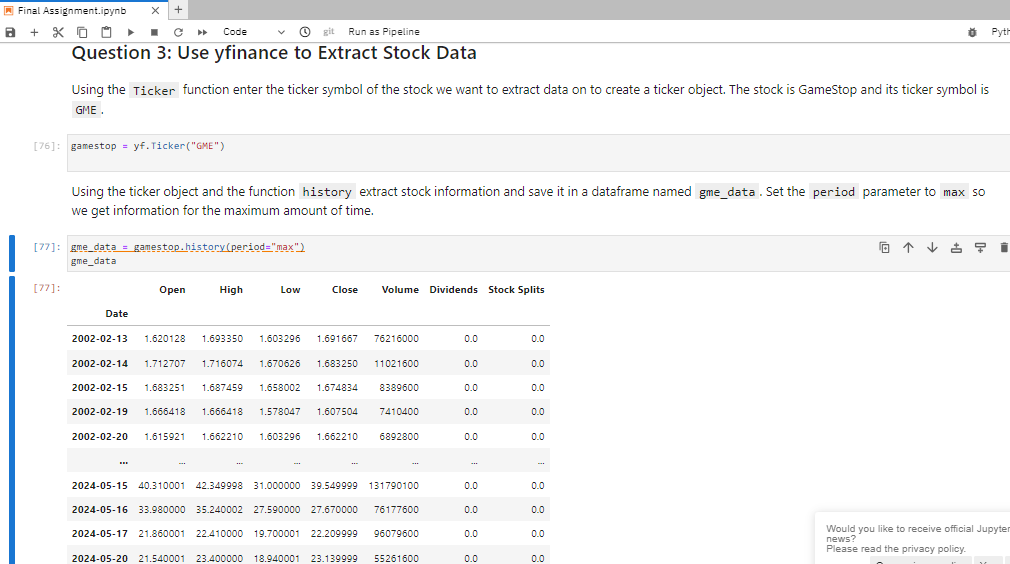 Final Assignment.ipynb
Code git Run as Pipeline
Question 3: Use yfinance to Extract Stock Data
Using the Ticker function enter the ticker symbol of the stock we want to extract data on to create a ticker object. The stock is GameStop and its ticker symbol is
GME .
[76]: gamestop = yf.Ticker("GME")
Using the ticker object and the function history extract stock information and save it in a dataframe named gme_data . Set the period parameter to max so
we get information for the maximum amount of time.
[77]: gme_data = gamestop.history(period="max")
gme_data
[77]: Open High Low Close Volume Dividends Stock Splits
Date
2002-02-13 1.620128 1.693350 1.603296 1.691667 76216000 0.0 0.0
2002-02-14 1.712707 1.716074 1.670626 1.683250 11021600 0.0 0.0
2002-02-15 1.683251 1.687459 1.658002 1.674834 8389600 0.0 0.0
2002-02-19 1.666418 1.666418 1.578047 1.607504 7410400 0.0 0.0
2002-02-20 1.615921 1.662210 1.603296 1.662210 6892800 0.0 0.0
... ... ... ... ... ... ... ...
2024-05-15 40.310001 42.349998 31.000000 39.549999 131790100 0.0 0.0
2024-05-16 33.980000 35.240002 27.590000 27.670000 76177600 0.0 0.0
2024-05-17 21.860001 22.410000 19.700001 22.209999 96079600 0.0 0.0
2024-05-20 21.540001 23.400000 18.940001 23.139999 55261600 0.0 0.0
Would you like to receive official Jupyter
news?
Please read the privacy policy.